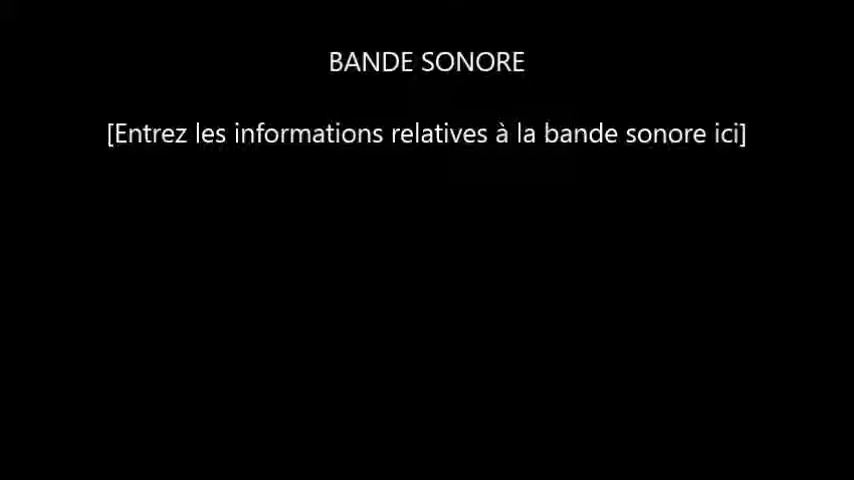 BANDE SONORE
[Entrez les informations relatives à la bande sonore ici]